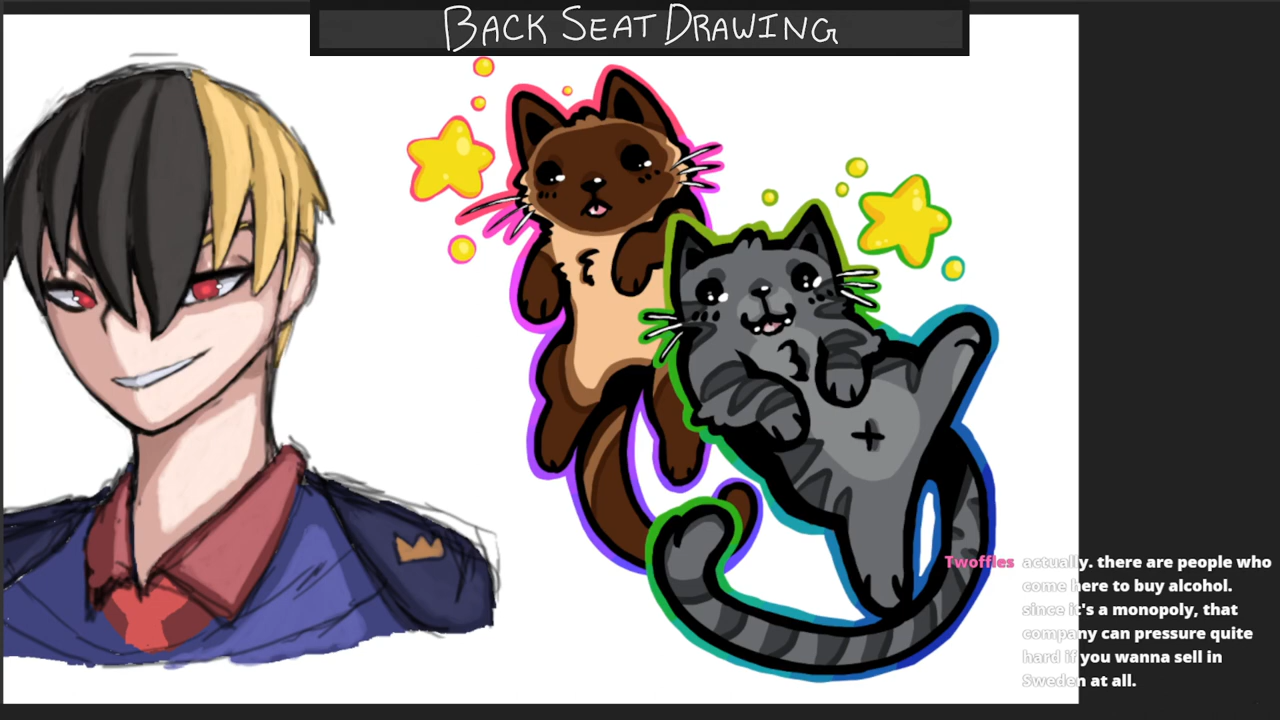 BACK SEAT DRAWING
Twoffles actually. there are people who
come here to buy alcohol.
since it's a monopoly, that
company can pressure quite
hard if you wanna sell in
Sweden at all.